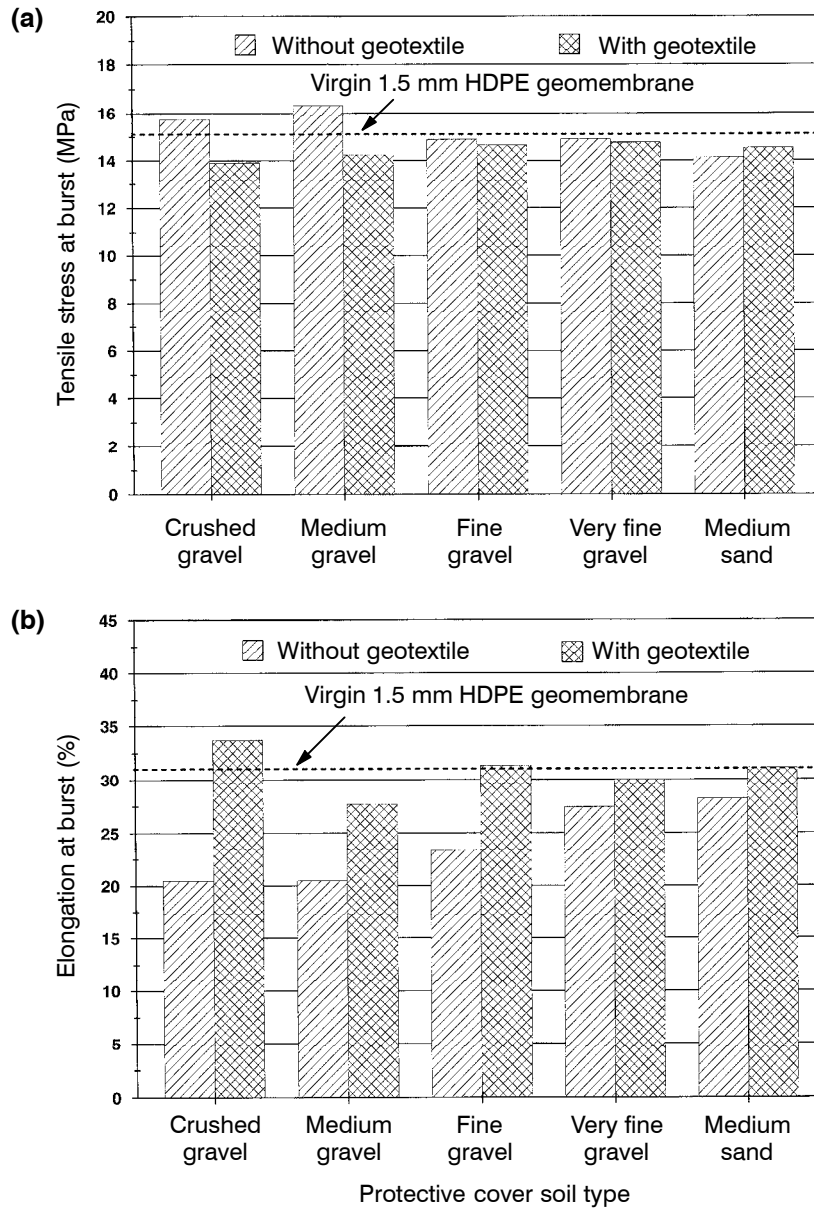 (a)
Tensile stress at burst (MPa)
20
18
16
14
12
10
8
6
4
2
0
Without geotextile
With geotextile
Virgin 1.5 mm HDPE geomembrane
Crushed gravel
Medium gravel
Fine gravel
Very fine gravel
Medium sand
(b)
Elongation at burst (%)
45
40
35
30
25
20
15
10
5
0
Without geotextile
With geotextile
Virgin 1.5 mm HDPE geomembrane
Crushed gravel
Medium gravel
Fine gravel
Very fine gravel
Medium sand
Protective cover soil type